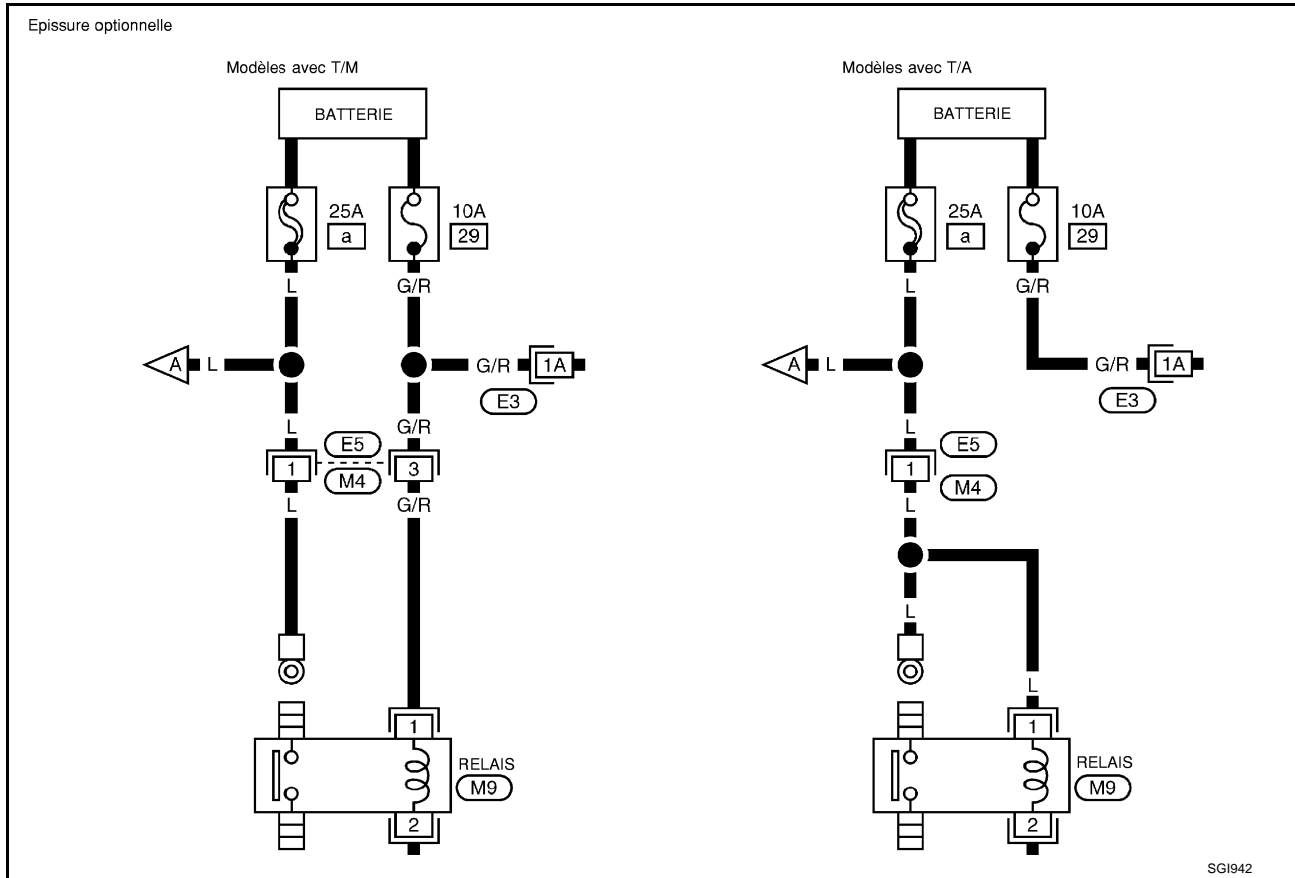 Epissure optionnelle
Modèles avec T/M
BATTERIE
25A
a
10A
29
L
G/R
A
L
G/R
1A
E3
L
G/R
1
E5
M4
3
L
G/R
1
RELAIS
M9
2
Modèles avec T/A
BATTERIE
25A
a
10A
29
L
G/R
A
L
G/R
1A
E3
L
1
E5
M4
L
L
L
1
RELAIS
M9
2
SGI942